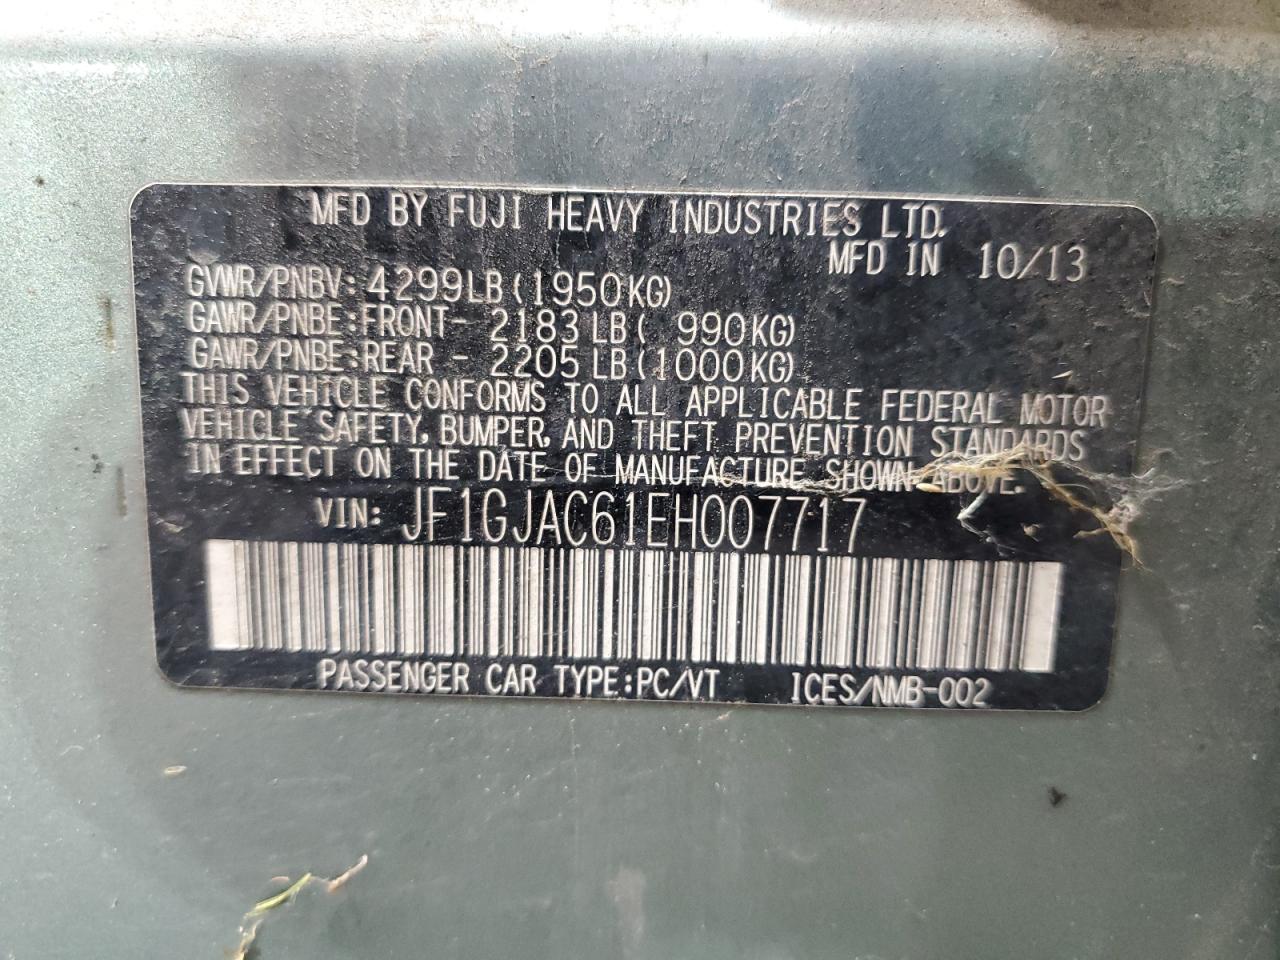 MFD BY FUJI HEAVY INDUSTRIES LTD.
MFD IN 10/13
GVWR/PNBV: 4299LB (1950KG)
GAWR/PNBE: FRONT- 2183 LB( 990KG)
GAWR/PNBE: REAR - 2205 LB (1000KG)
THIS VEHICLE CONFORMS TO ALL APPLICABLE FEDERAL MOTOR
VEHICLE SAFETY, BUMPER, AND THEFT PREVENTION STANDARDS
IN EFFECT ON THE DATE OF MANUFACTURE SHOWN ABOVE.
VIN: JF1GJAC61EH007717
PASSENGER CAR TYPE:PC/VT ICES/NMB-002